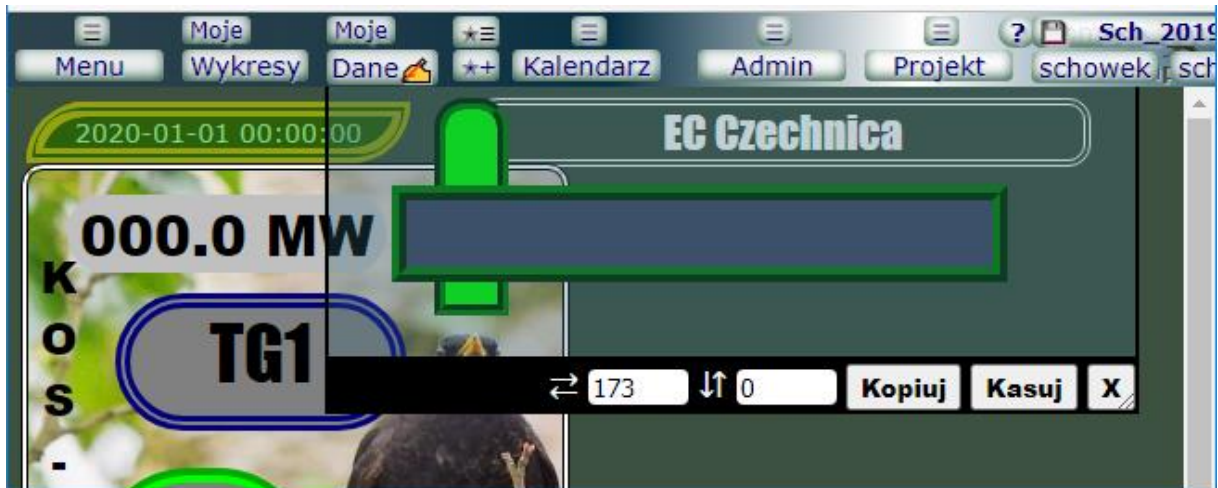 Moje Moje ? Sch_2019
Menu Wykresy Dane Kalendarz Admin Projekt schowek sch
2020-01-01 00:00:00 EC Czechnica
000.0 MW
K
O
S
-
TG1
173 0 Kopiuj Kasuj X